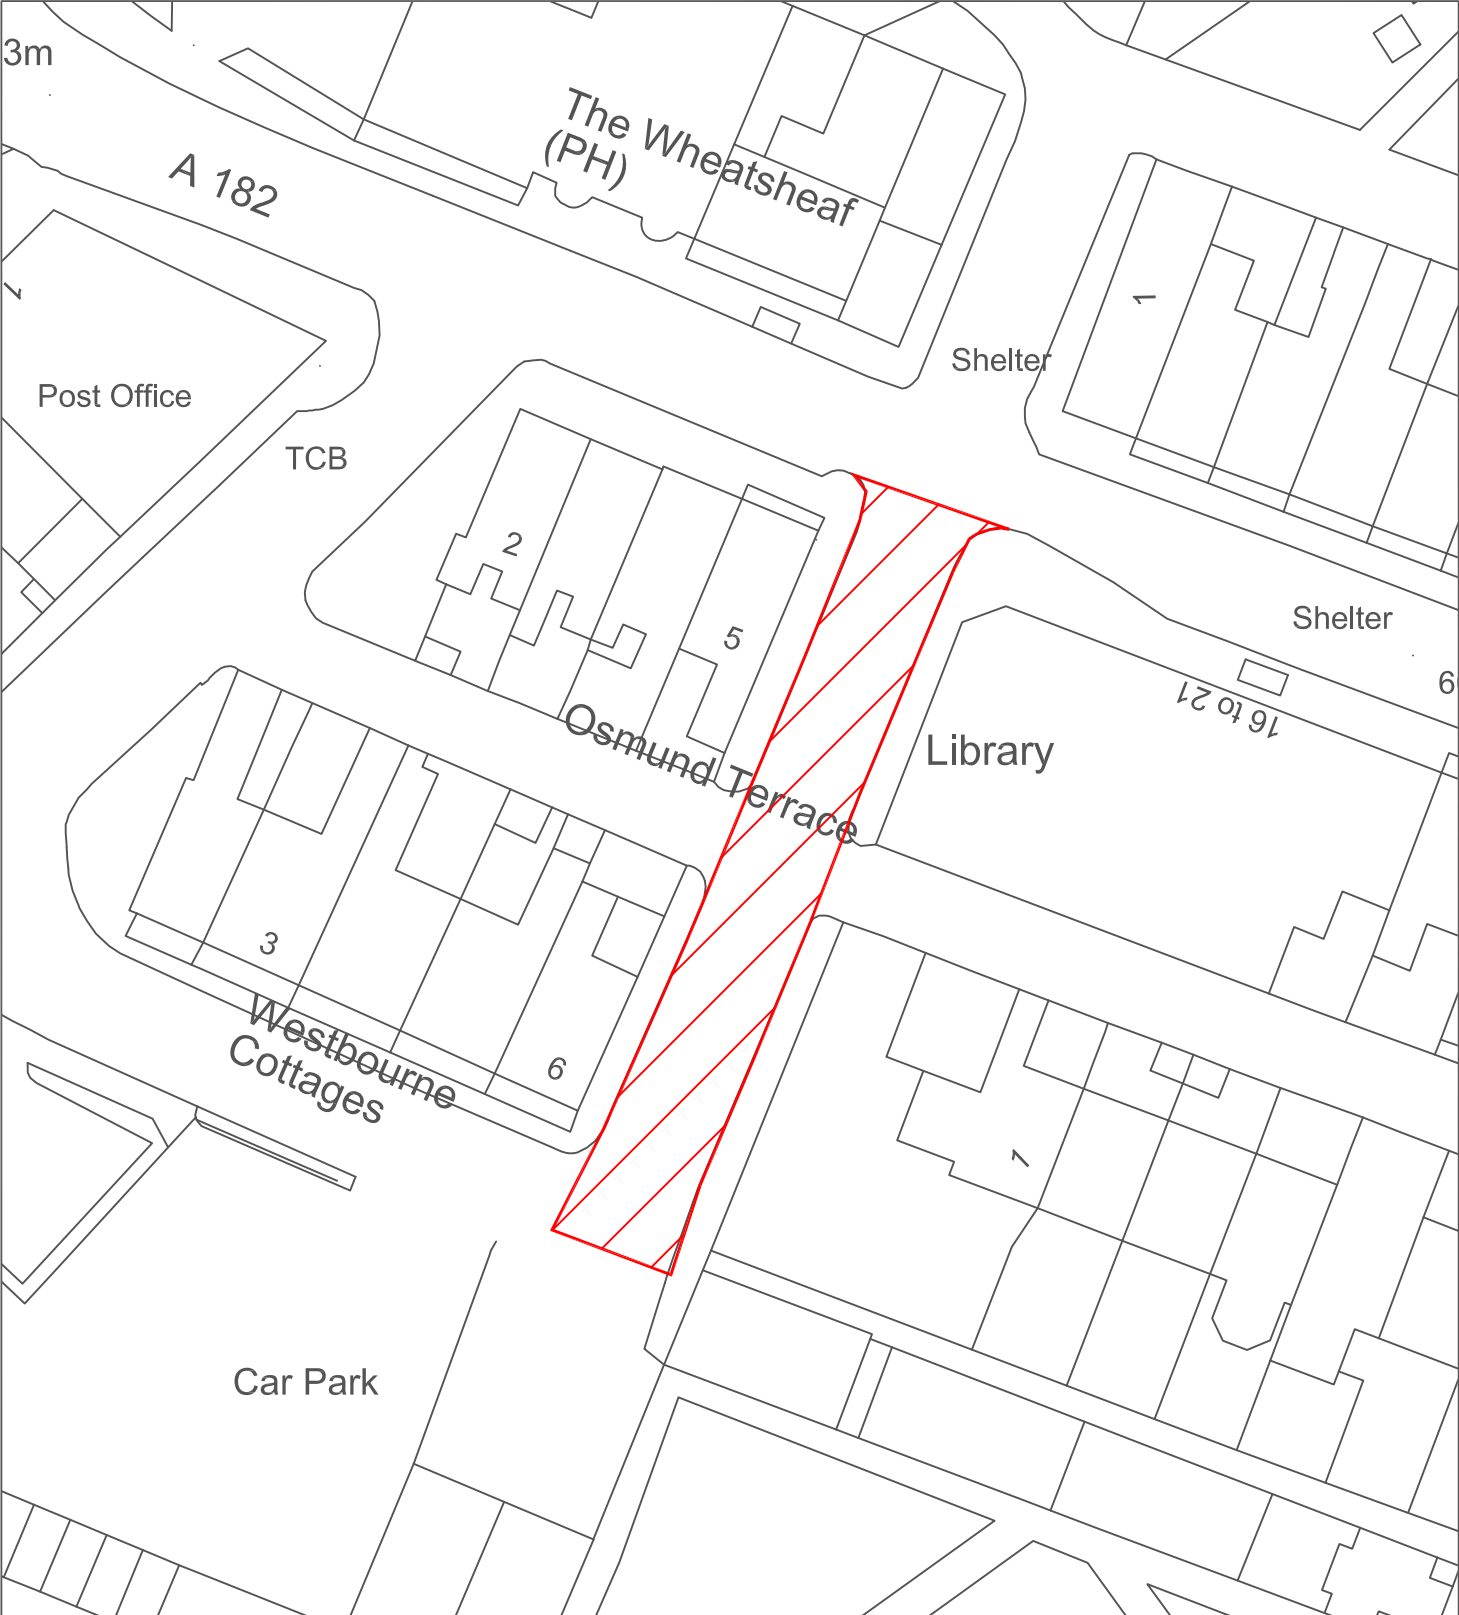 3m
The Wheatsheaf
(PH)
A 182
1
1
Shelter
Post Office
TCB
2
5
Shelter
16 to 21
Osmund Terrace
Library
3
Westbourne
Cottages
6
1
Car Park